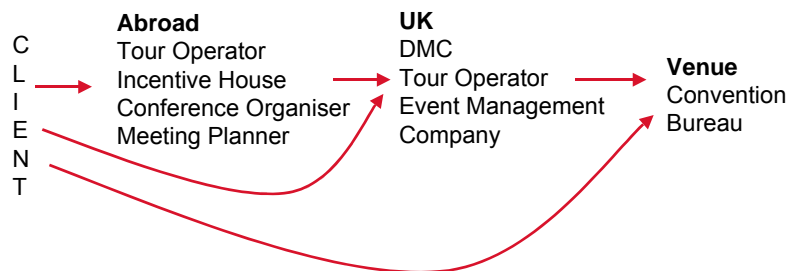 C
L
I
E
N
T
Abroad
Tour Operator
Incentive House
Conference Organiser
Meeting Planner
UK
DMC
Tour Operator
Event Management
Company
Venue
Convention
Bureau